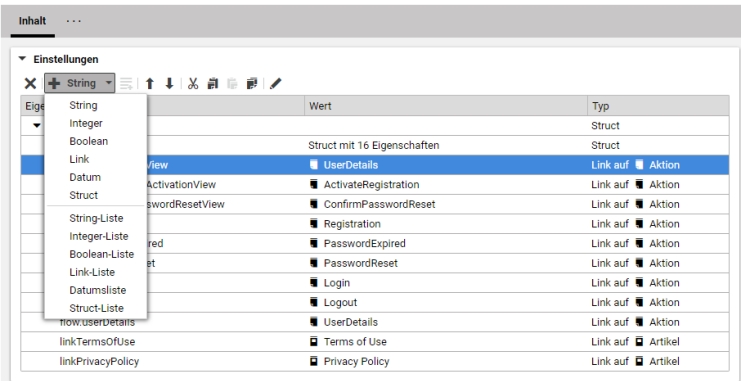 Inhalt ...
Einstellungen
String
Eige Wert Typ
String
Integer
Boolean
Link
Datum
Struct
String-Liste
Integer-Liste
Boolean-Liste
Link-Liste
Datumsliste
Struct-Liste
Struct
Struct mit 16 Eigenschaften Struct
View UserDetails Link auf Aktion
ActivationView ActivateRegistration Link auf Aktion
swordResetView ConfirmPasswordReset Link auf Aktion
Registration Link auf Aktion
red PasswordExpired Link auf Aktion
et PasswordReset Link auf Aktion
Login Link auf Aktion
Logout Link auf Aktion
flow.userDetails UserDetails Link auf Aktion
linkTermsOfUse Terms of Use Link auf Artikel
linkPrivacyPolicy Privacy Policy Link auf Artikel